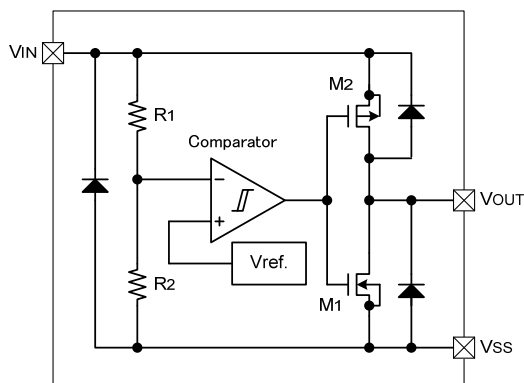 VIN
M2
R1
Comparator
−
+
VOUT
Vref.
R2
M1
VSS